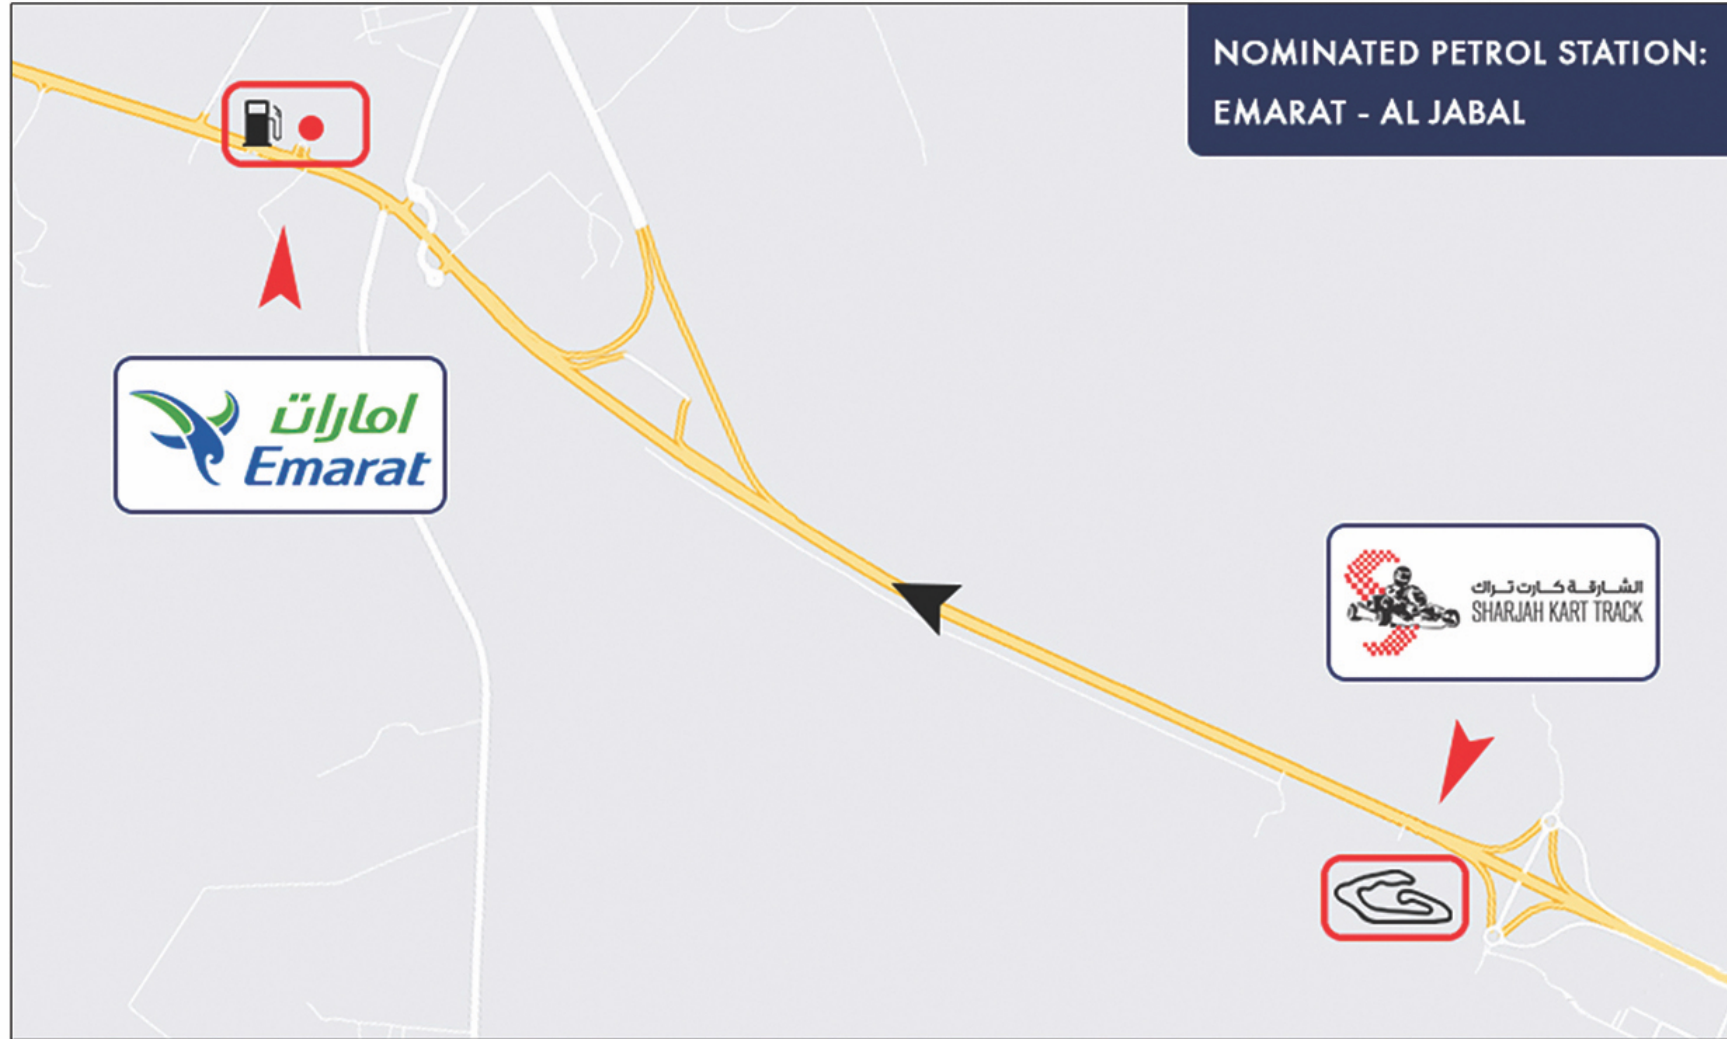 NOMINATED PETROL STATION:
EMARAT - AL JABAL
امارات
Emarat
الشارقة كارت تراك
SHARJAH KART TRACK